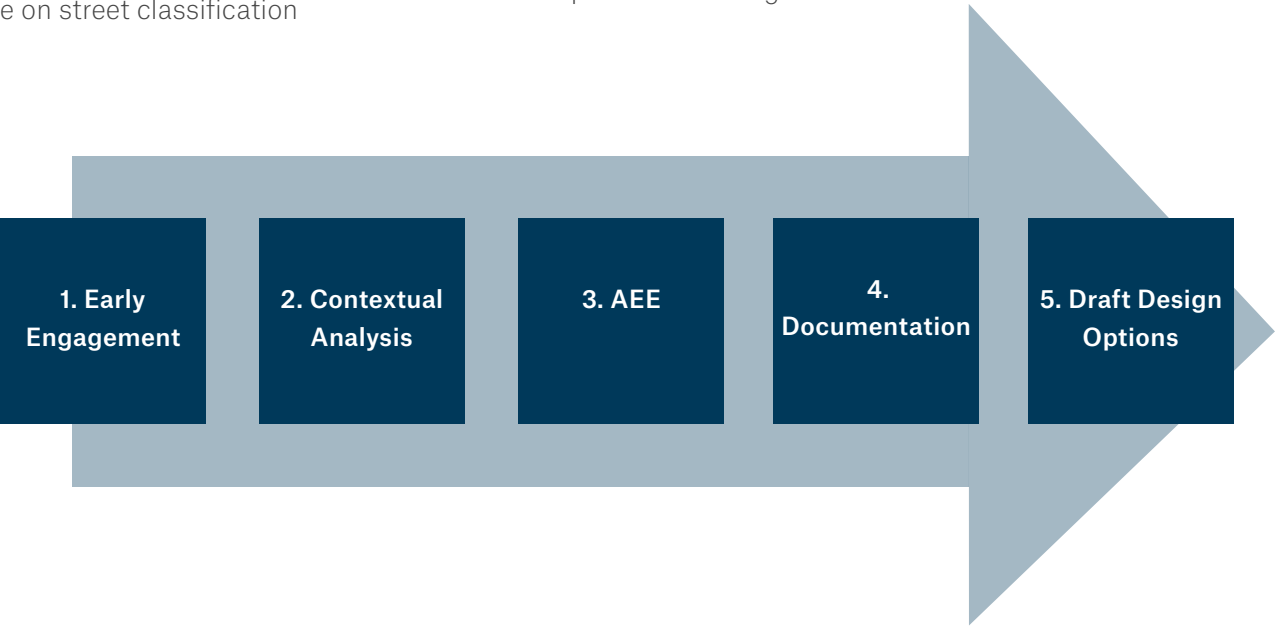 e on street classification
1. Early
Engagement
2. Contextual
Analysis
3. AEE
4.
Documentation
5. Draft Design
Options